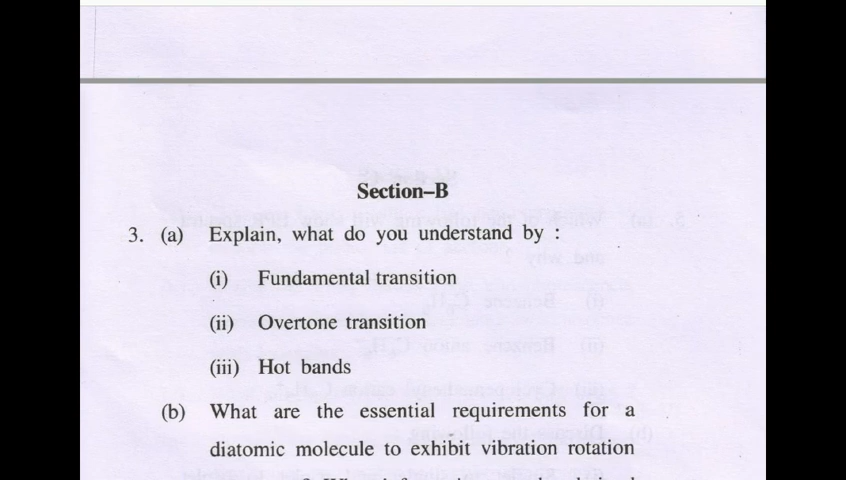 Section–B
3. (a) Explain, what do you understand by :
(i) Fundamental transition
(ii) Overtone transition
(iii) Hot bands
(b) What are the essential requirements for a
diatomic molecule to exhibit vibration rotation